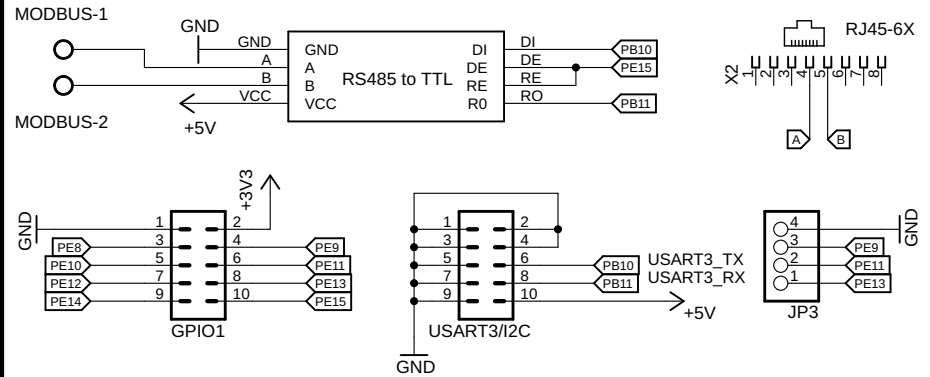 MODBUS-1
GND
RJ45-6X
GND GND DI DI PB10
A A DE DE PE15
RS485 to TTL
B B RE RE
VCC VCC R0 RO PB11
+5V
MODBUS-2
X2
1 2 3 4 5 6 7 8
A B
+3V3
GND 1 2
PE8 3 4 PE9
PE10 5 6 PE11
PE12 7 8 PE13
PE14 9 10 PE15
GPIO1
1 2
3 4
5 6 PB10 USART3_TX
7 8 PB11 USART3_RX
9 10 +5V
USART3/I2C
GND
4 GND
3 PE9
2 PE11
1 PE13
JP3